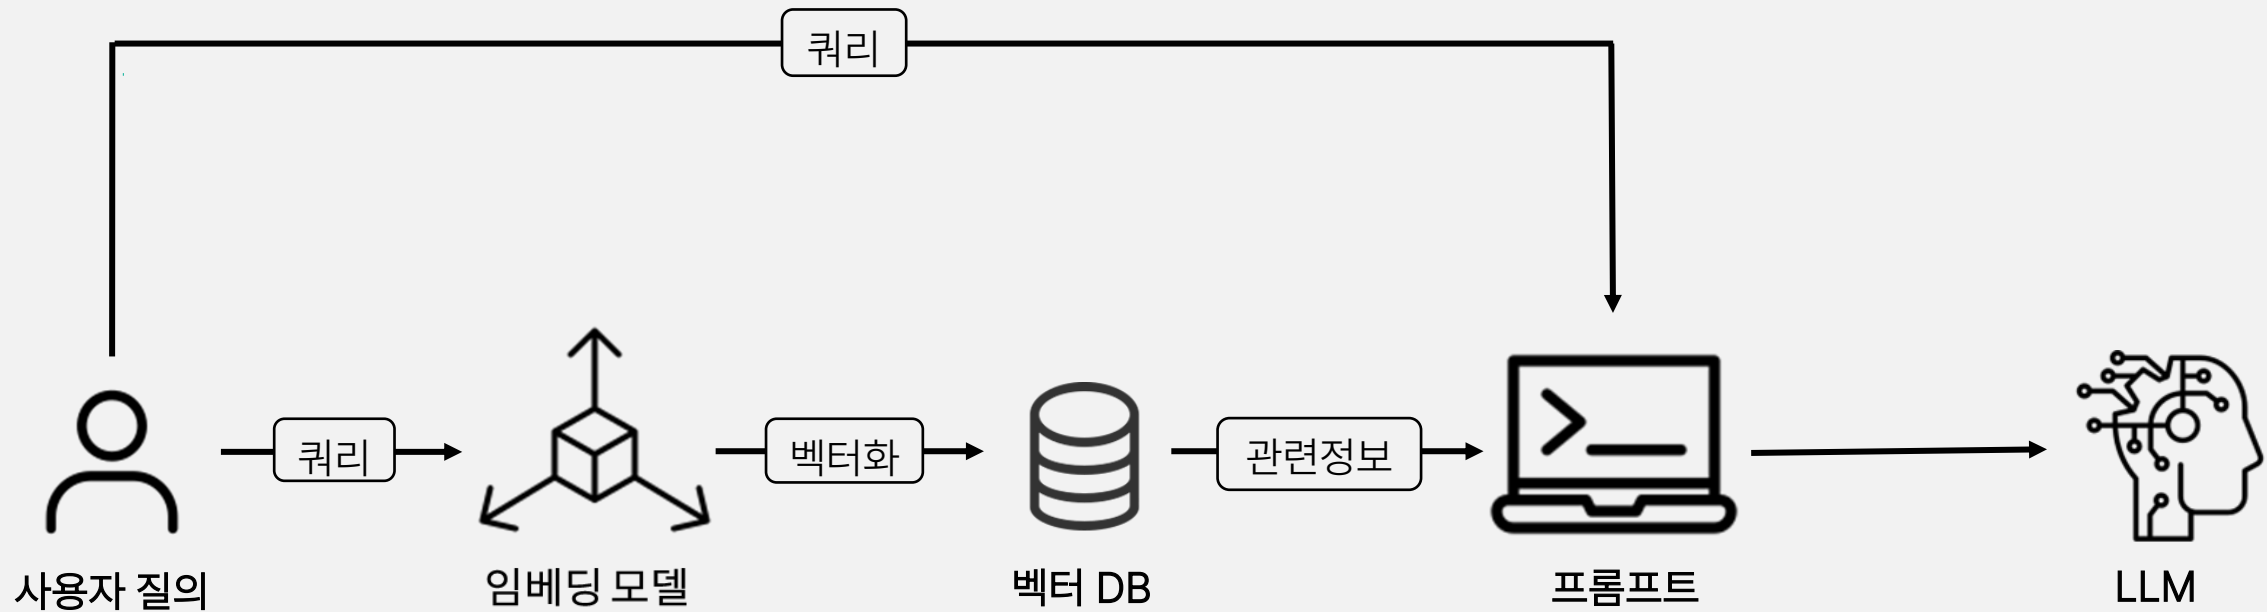 쿼리
쿼리
벡터화
관련정보
사용자 질의
임베딩 모델
벡터 DB
프롬프트
LLM